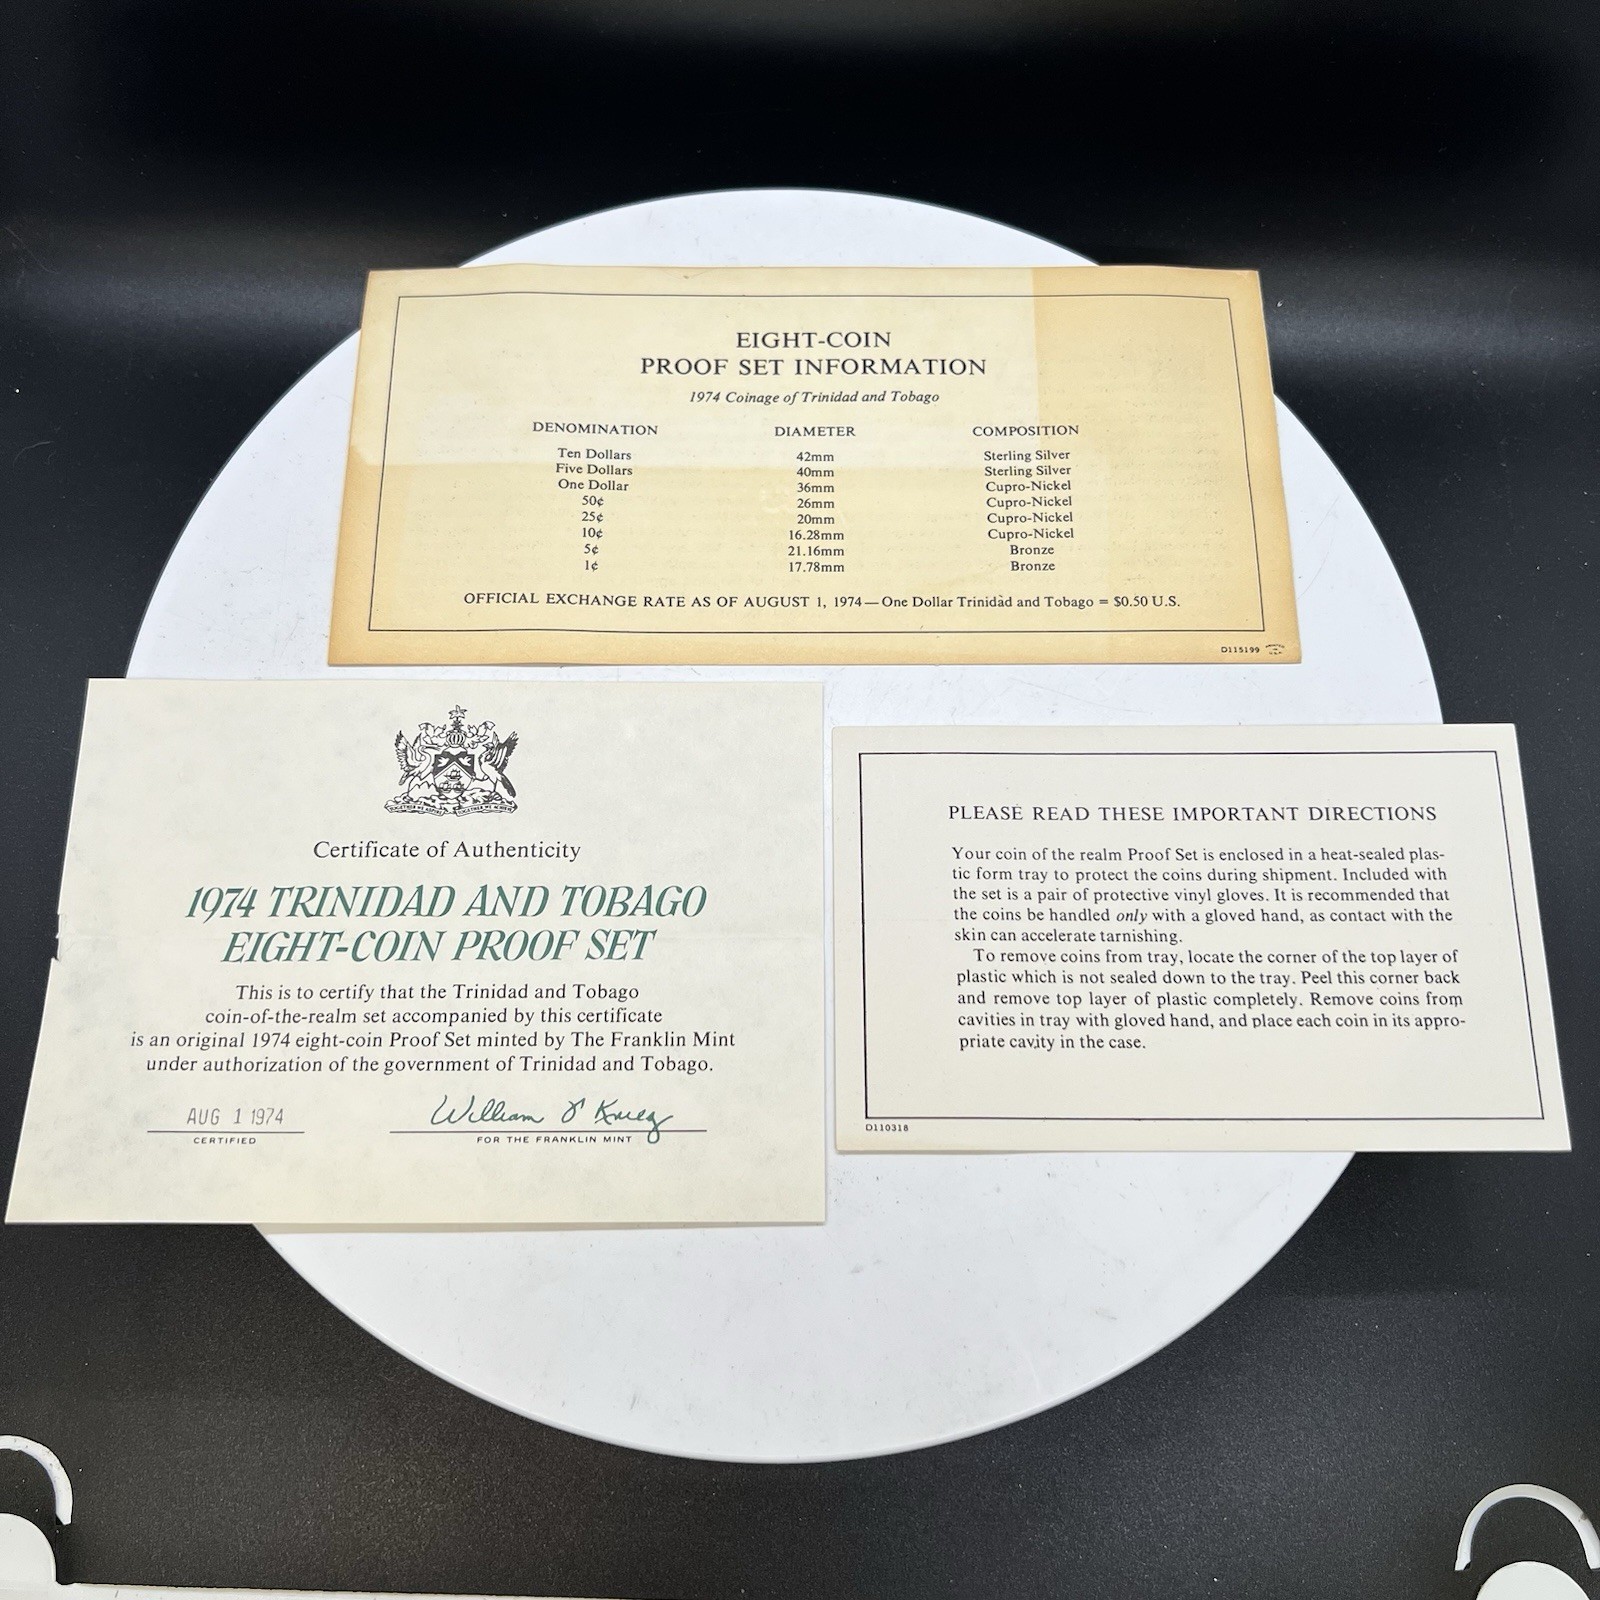 EIGHT-COIN
PROOF SET INFORMATION
1974 Coinage of Trinidad and Tobago
DENOMINATION DIAMETER COMPOSITION
Ten Dollars 42mm Sterling Silver
Five Dollars 40mm Sterling Silver
One Dollar 36mm Cupro-Nickel
50¢ 26mm Cupro-Nickel
25¢ 20mm Cupro-Nickel
10¢ 16.28mm Cupro-Nickel
5¢ 21.16mm Bronze
1¢ 17.78mm Bronze
OFFICIAL EXCHANGE RATE AS OF AUGUST 1, 1974—One Dollar Trinidad and Tobago = $0.50 U.S.
D115199
TOGETHER WE ASPIRE TOGETHER WE ACHIEVE
Certificate of Authenticity
1974 TRINIDAD AND TOBAGO
EIGHT-COIN PROOF SET
This is to certify that the Trinidad and Tobago
coin-of-the-realm set accompanied by this certificate
is an original 1974 eight-coin Proof Set minted by The Franklin Mint
under authorization of the government of Trinidad and Tobago.
AUG 1 1974
CERTIFIED
William
FOR THE FRANKLIN MINT
PLEASE READ THESE IMPORTANT DIRECTIONS
Your coin of the realm Proof Set is enclosed in a heat-sealed plas-
tic form tray to protect the coins during shipment. Included with
the set is a pair of protective vinyl gloves. It is recommended that
the coins be handled only with a gloved hand, as contact with the
skin can accelerate tarnishing.
To remove coins from tray, locate the corner of the top layer of
plastic which is not sealed down to the tray. Peel this corner back
and remove top layer of plastic completely. Remove coins from
cavities in tray with gloved hand, and place each coin in its appro-
priate cavity in the case.
D110318